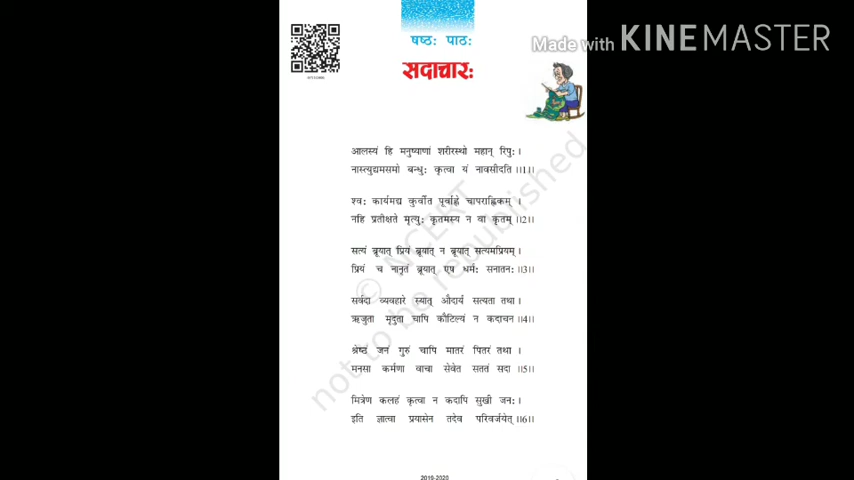 षष्ठः पाठः
Made with KINEMASTER
सदाचारः
आलस्यं हि मनुष्याणां शरीरस्थो महान् रिपुः ।
नास्त्युद्यमसमो बन्धुः कृत्वा यं नावसीदति ।।1।।
श्वः कार्यमद्य कुर्वीत पूर्वाह्णे चापराह्णिकम् ।
नहि प्रतीक्षते मृत्युः कृतमस्य न वा कृतम् ।।2।।
सत्यं ब्रूयात् प्रियं ब्रूयात् न ब्रूयात् सत्यमप्रियम् ।
प्रियं च नानृतं ब्रूयात् एष धर्मः सनातनः ।।3।।
सर्वदा व्यवहारे स्यात् औदार्यं सत्यता तथा ।
ऋजुता मृदुता चापि कौटिल्यं न कदाचन ।।4।।
श्रेष्ठं जनं गुरुं चापि मातरं पितरं तथा ।
मनसा कर्मणा वाचा सेवेत सततं सदा ।।5।।
मित्रेण कलहं कृत्वा न कदापि सुखी जनः ।
इति ज्ञात्वा प्रयासेन तदेव परिवर्जयेत् ।।6।।
© NCERT
not to be republished
2019-2020